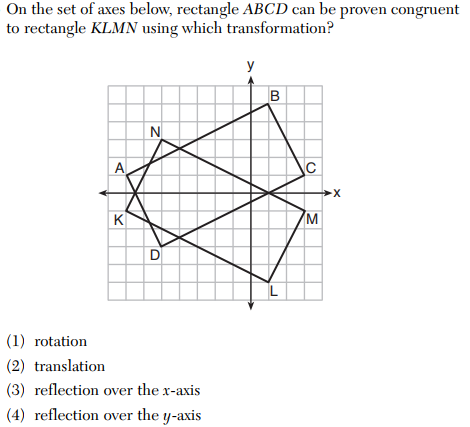 On the set of axes below, rectangle ABCD can be proven congruent
to rectangle KLMN using which transformation?
y
B
N
A
C
x
K
M
D
L
(1) rotation
(2) translation
(3) reflection over the x-axis
(4) reflection over the y-axis